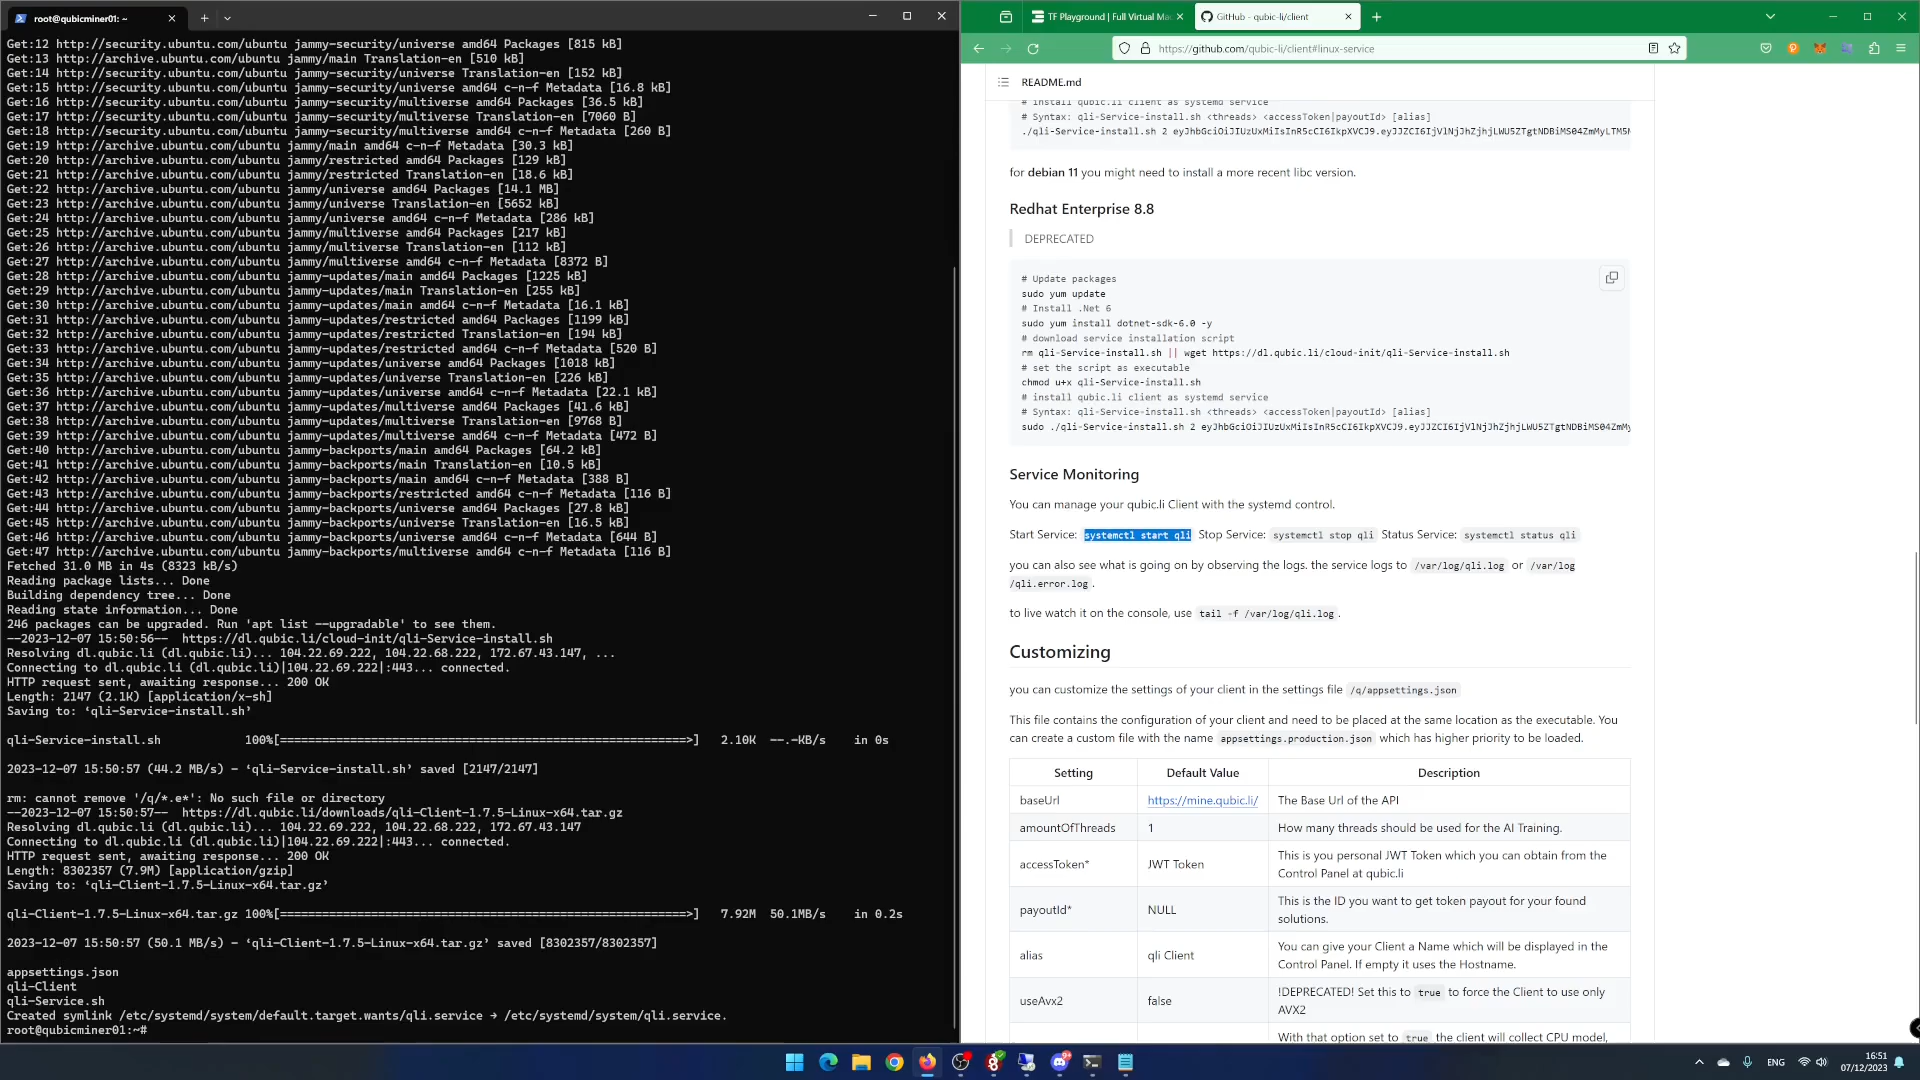 root@qubicminer01: ~
Get:12 http://security.ubuntu.com/ubuntu jammy-security/universe amd64 Packages [815 kB]
Get:13 http://archive.ubuntu.com/ubuntu jammy/main Translation-en [510 kB]
Get:14 http://security.ubuntu.com/ubuntu jammy-security/universe Translation-en [152 kB]
Get:15 http://security.ubuntu.com/ubuntu jammy-security/universe amd64 c-n-f Metadata [16.8 kB]
Get:16 http://security.ubuntu.com/ubuntu jammy-security/multiverse amd64 Packages [36.5 kB]
Get:17 http://security.ubuntu.com/ubuntu jammy-security/multiverse Translation-en [7060 B]
Get:18 http://security.ubuntu.com/ubuntu jammy-security/multiverse amd64 c-n-f Metadata [260 B]
Get:19 http://archive.ubuntu.com/ubuntu jammy/main amd64 c-n-f Metadata [30.3 kB]
Get:20 http://archive.ubuntu.com/ubuntu jammy/restricted amd64 Packages [129 kB]
Get:21 http://archive.ubuntu.com/ubuntu jammy/restricted Translation-en [18.6 kB]
Get:22 http://archive.ubuntu.com/ubuntu jammy/universe amd64 Packages [14.1 MB]
Get:23 http://archive.ubuntu.com/ubuntu jammy/universe Translation-en [5652 kB]
Get:24 http://archive.ubuntu.com/ubuntu jammy/universe amd64 c-n-f Metadata [286 kB]
Get:25 http://archive.ubuntu.com/ubuntu jammy/multiverse amd64 Packages [217 kB]
Get:26 http://archive.ubuntu.com/ubuntu jammy/multiverse Translation-en [112 kB]
Get:27 http://archive.ubuntu.com/ubuntu jammy/multiverse amd64 c-n-f Metadata [8372 B]
Get:28 http://archive.ubuntu.com/ubuntu jammy-updates/main amd64 Packages [1225 kB]
Get:29 http://archive.ubuntu.com/ubuntu jammy-updates/main Translation-en [255 kB]
Get:30 http://archive.ubuntu.com/ubuntu jammy-updates/main amd64 c-n-f Metadata [16.1 kB]
Get:31 http://archive.ubuntu.com/ubuntu jammy-updates/restricted amd64 Packages [1199 kB]
Get:32 http://archive.ubuntu.com/ubuntu jammy-updates/restricted Translation-en [194 kB]
Get:33 http://archive.ubuntu.com/ubuntu jammy-updates/restricted amd64 c-n-f Metadata [520 B]
Get:34 http://archive.ubuntu.com/ubuntu jammy-updates/universe amd64 Packages [1018 kB]
Get:35 http://archive.ubuntu.com/ubuntu jammy-updates/universe Translation-en [226 kB]
Get:36 http://archive.ubuntu.com/ubuntu jammy-updates/universe amd64 c-n-f Metadata [22.1 kB]
Get:37 http://archive.ubuntu.com/ubuntu jammy-updates/multiverse amd64 Packages [41.6 kB]
Get:38 http://archive.ubuntu.com/ubuntu jammy-updates/multiverse Translation-en [9768 B]
Get:39 http://archive.ubuntu.com/ubuntu jammy-updates/multiverse amd64 c-n-f Metadata [472 B]
Get:40 http://archive.ubuntu.com/ubuntu jammy-backports/main amd64 Packages [64.2 kB]
Get:41 http://archive.ubuntu.com/ubuntu jammy-backports/main Translation-en [10.5 kB]
Get:42 http://archive.ubuntu.com/ubuntu jammy-backports/main amd64 c-n-f Metadata [388 B]
Get:43 http://archive.ubuntu.com/ubuntu jammy-backports/restricted amd64 c-n-f Metadata [116 B]
Get:44 http://archive.ubuntu.com/ubuntu jammy-backports/universe amd64 Packages [27.8 kB]
Get:45 http://archive.ubuntu.com/ubuntu jammy-backports/universe Translation-en [16.5 kB]
Get:46 http://archive.ubuntu.com/ubuntu jammy-backports/universe amd64 c-n-f Metadata [644 B]
Get:47 http://archive.ubuntu.com/ubuntu jammy-backports/multiverse amd64 c-n-f Metadata [116 B]
Fetched 31.0 MB in 4s (8323 kB/s)
Reading package lists... Done
Building dependency tree... Done
Reading state information... Done
246 packages can be upgraded. Run 'apt list --upgradable' to see them.
--2023-12-07 15:50:56-- https://dl.qubic.li/cloud-init/qli-Service-install.sh
Resolving dl.qubic.li (dl.qubic.li)... 104.22.69.222, 104.22.68.222, 172.67.43.147, ...
Connecting to dl.qubic.li (dl.qubic.li)|104.22.69.222|:443... connected.
HTTP request sent, awaiting response... 200 OK
Length: 2147 (2.1K) [application/x-sh]
Saving to: ‘qli-Service-install.sh’
qli-Service-install.sh 100%[===========================================================>] 2.10K --.-KB/s in 0s
2023-12-07 15:50:57 (44.2 MB/s) - ‘qli-Service-install.sh’ saved [2147/2147]
rm: cannot remove '/q/*.e*': No such file or directory
--2023-12-07 15:50:57-- https://dl.qubic.li/downloads/qli-Client-1.7.5-Linux-x64.tar.gz
Resolving dl.qubic.li (dl.qubic.li)... 104.22.69.222, 104.22.68.222, 172.67.43.147
Connecting to dl.qubic.li (dl.qubic.li)|104.22.69.222|:443... connected.
HTTP request sent, awaiting response... 200 OK
Length: 8302357 (7.9M) [application/gzip]
Saving to: ‘qli-Client-1.7.5-Linux-x64.tar.gz’
qli-Client-1.7.5-Linux-x64.tar.gz 100%[===========================================================>] 7.92M 50.1MB/s in 0.2s
2023-12-07 15:50:57 (50.1 MB/s) - ‘qli-Client-1.7.5-Linux-x64.tar.gz’ saved [8302357/8302357]
appsettings.json
qli-Client
qli-Service.sh
Created symlink /etc/systemd/system/default.target.wants/qli.service → /etc/systemd/system/qli.service.
root@qubicminer01:~#
TF Playground | Full Virtual Ma
GitHub - qubic-li/client
https://github.com/qubic-li/client#linux-service
README.md
# install qubic.li client as systemd service
# Syntax: qli-Service-install.sh <threads> <accessToken|payoutId> [alias]
./qli-Service-install.sh 2 eyJhbGciOiJIUzUxMiIsInR5cCI6IkpXVCJ9.eyJJZCI6IjVlNjJhZjhjLWU5ZTgtNDBiMS04ZmMyLTM5M
for debian 11 you might need to install a more recent libc version.
Redhat Enterprise 8.8
DEPRECATED
# Update packages
sudo yum update
# Install .Net 6
sudo yum install dotnet-sdk-6.0 -y
# download service installation script
rm qli-Service-install.sh || wget https://dl.qubic.li/cloud-init/qli-Service-install.sh
# set the script as executable
chmod u+x qli-Service-install.sh
# install qubic.li client as systemd service
# Syntax: qli-Service-install.sh <threads> <accessToken|payoutId> [alias]
sudo ./qli-Service-install.sh 2 eyJhbGciOiJIUzUxMiIsInR5cCI6IkpXVCJ9.eyJJZCI6IjVlNjJhZjhjLWU5ZTgtNDBiMS04ZmMy
Service Monitoring
You can manage your qubic.li Client with the systemd control.
Start Service: systemctl start qli Stop Service: systemctl stop qli Status Service: systemctl status qli
you can also see what is going on by observing the logs. the service logs to /var/log/qli.log or /var/log
/qli.error.log .
to live watch it on the console, use tail -f /var/log/qli.log .
Customizing
you can customize the settings of your client in the settings file /q/appsettings.json
This file contains the configuration of your client and need to be placed at the same location as the executable. You
can create a custom file with the name appsettings.production.json which has higher priority to be loaded.
Setting Default Value Description
baseUrl https://mine.qubic.li/ The Base Url of the API
amountOfThreads 1 How many threads should be used for the AI Training.
accessToken* JWT Token This is you personal JWT Token which you can obtain from the
Control Panel at qubic.li
payoutId* NULL This is the ID you want to get token payout for your found
solutions.
alias qli Client You can give your Client a Name which will be displayed in the
Control Panel. If empty it uses the Hostname.
useAvx2 false !DEPRECATED! Set this to true to force the Client to use only
AVX2
With that option set to true the client will collect CPU model,
ENG
16:51
07/12/2023